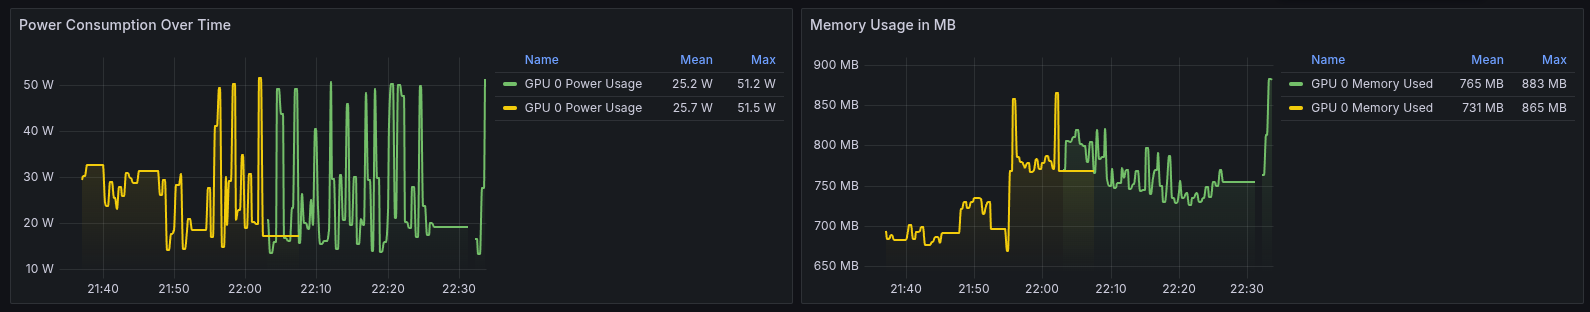 Power Consumption Over Time
50 W
40 W
30 W
20 W
10 W
21:40 21:50 22:00 22:10 22:20 22:30
Name Mean Max
GPU 0 Power Usage 25.2 W 51.2 W
GPU 0 Power Usage 25.7 W 51.5 W
Memory Usage in MB
900 MB
850 MB
800 MB
750 MB
700 MB
650 MB
21:40 21:50 22:00 22:10 22:20 22:30
Name Mean Max
GPU 0 Memory Used 765 MB 883 MB
GPU 0 Memory Used 731 MB 865 MB